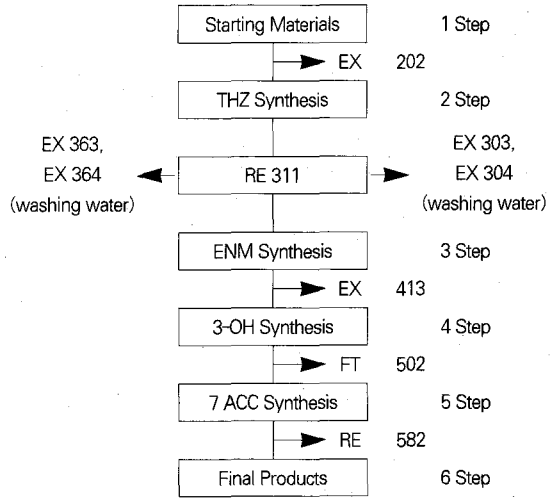 Starting Materials 1 Step
EX 202
THZ Synthesis 2 Step
EX 363,
EX 364
(washing water)
RE 311
EX 303,
EX 304
(washing water)
ENM Synthesis 3 Step
EX 413
3-OH Synthesis 4 Step
FT 502
7 ACC Synthesis 5 Step
RE 582
Final Products 6 Step